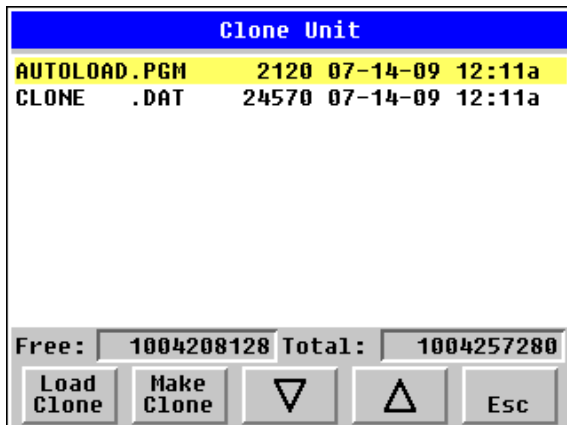 Clone Unit
AUTOLOAD.PGM 2120 07-14-09 12:11a
CLONE .DAT 24570 07-14-09 12:11a
Free: 1004208128 Total: 1004257280
Load Clone Make Clone Esc